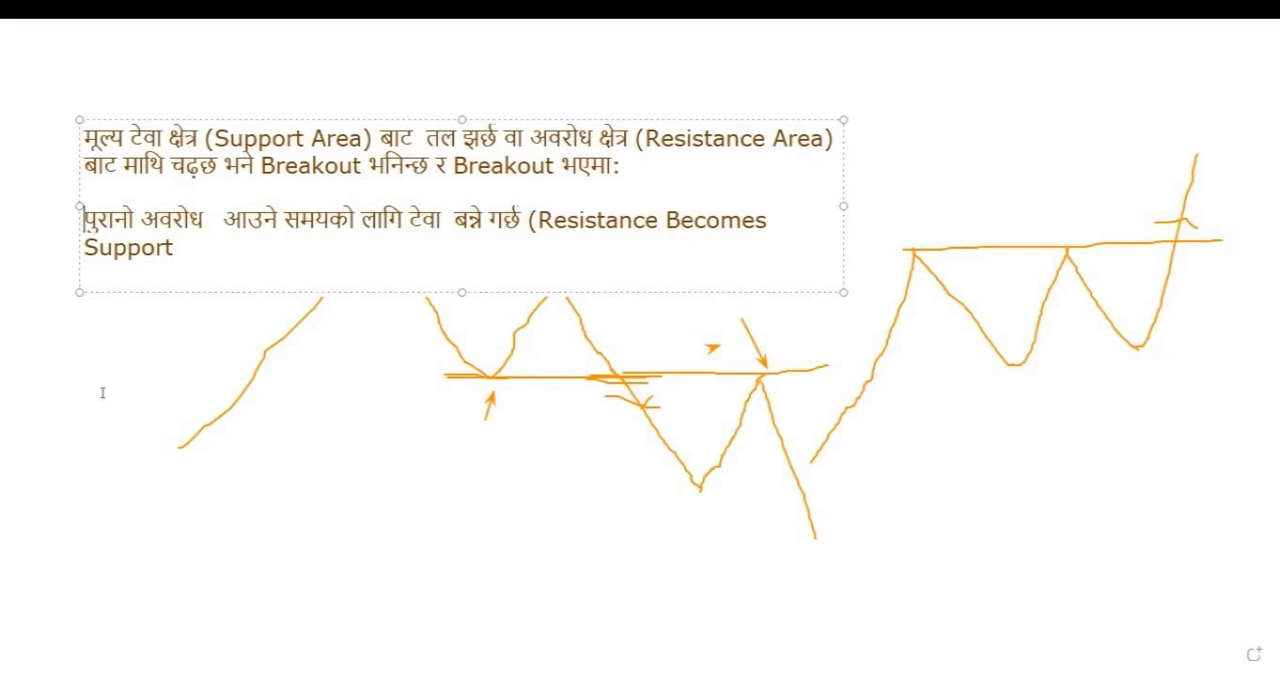 मूल्य टेवा क्षेत्र (Support Area) बाट तल झर्छ वा अवरोध क्षेत्र (Resistance Area)
बाट माथि चढ्छ भने Breakout भनिन्छ र Breakout भएमा:
पुरानो अवरोध आउने समयको लागि टेवा बन्ने गर्छ (Resistance Becomes
Support